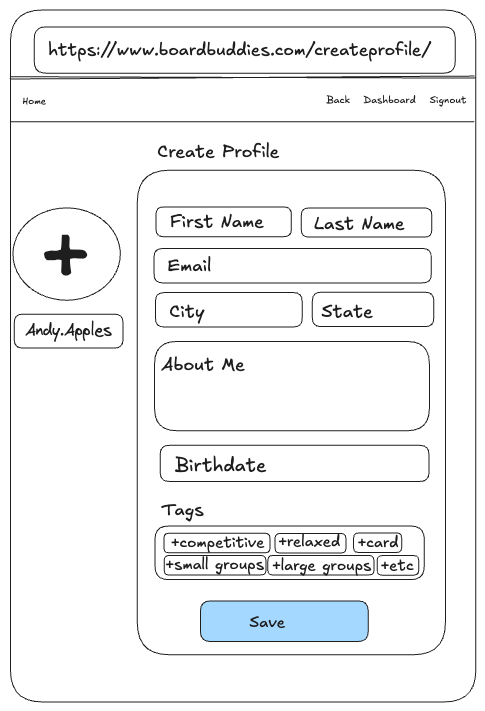 https://www.boardbuddies.com/createprofile/
Home Back Dashboard Signout
Create Profile
First Name Last Name
Email
Andy.Apples
City State
About Me
Birthdate
Tags
+competitive +relaxed +card
+small groups +large groups +etc
Save